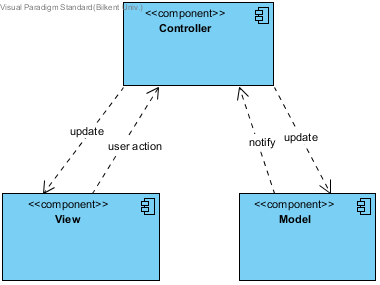 Visual Paradigm Standard(Bilkent Univ.)
<<component>>
Controller
update
user action
notify
update
<<component>>
View
<<component>>
Model